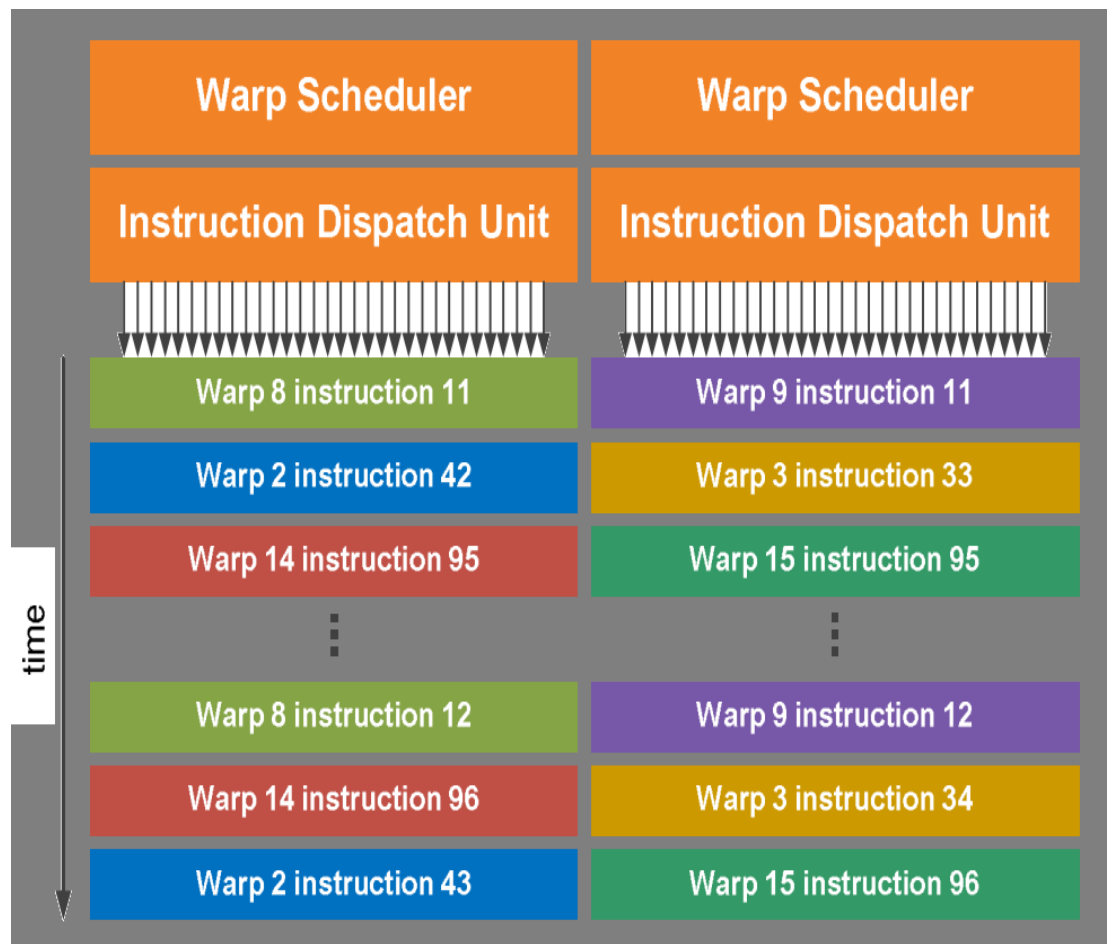 Warp Scheduler
Warp Scheduler
Instruction Dispatch Unit
Instruction Dispatch Unit
Warp 8 instruction 11
Warp 9 instruction 11
Warp 2 instruction 42
Warp 3 instruction 33
Warp 14 instruction 95
Warp 15 instruction 95
time
Warp 8 instruction 12
Warp 9 instruction 12
Warp 14 instruction 96
Warp 3 instruction 34
Warp 2 instruction 43
Warp 15 instruction 96